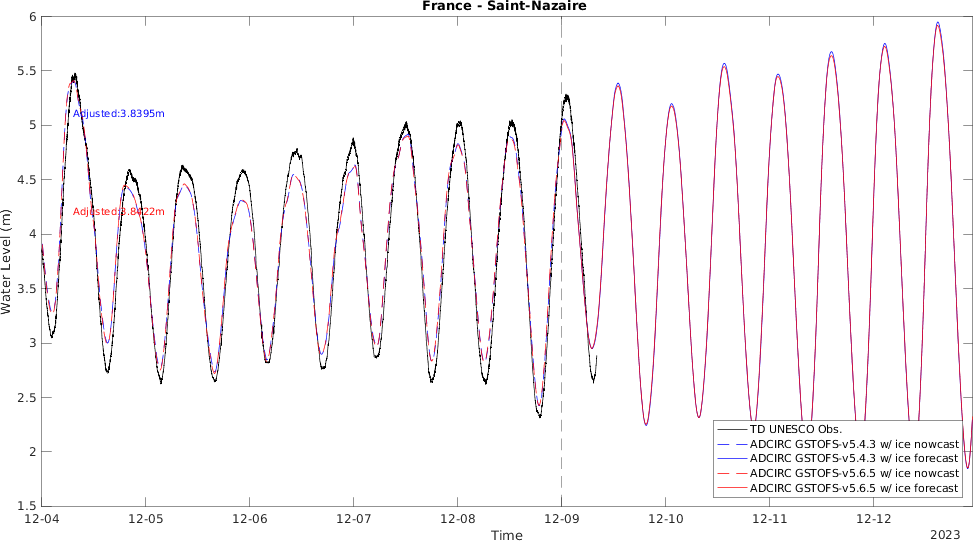 France - Saint-Nazaire
6
5.5
5
4.5
4
3.5
3
2.5
2
1.5
Water Level (m)
Adjusted:3.8395m
Adjusted:3.8422m
TD UNESCO Obs.
ADCIRC GSTOFS-v5.4.3 w/ ice nowcast
ADCIRC GSTOFS-v5.4.3 w/ ice forecast
ADCIRC GSTOFS-v5.6.5 w/ ice nowcast
ADCIRC GSTOFS-v5.6.5 w/ ice forecast
12-04 12-05 12-06 12-07 12-08 12-09 12-10 12-11 12-12
Time
2023